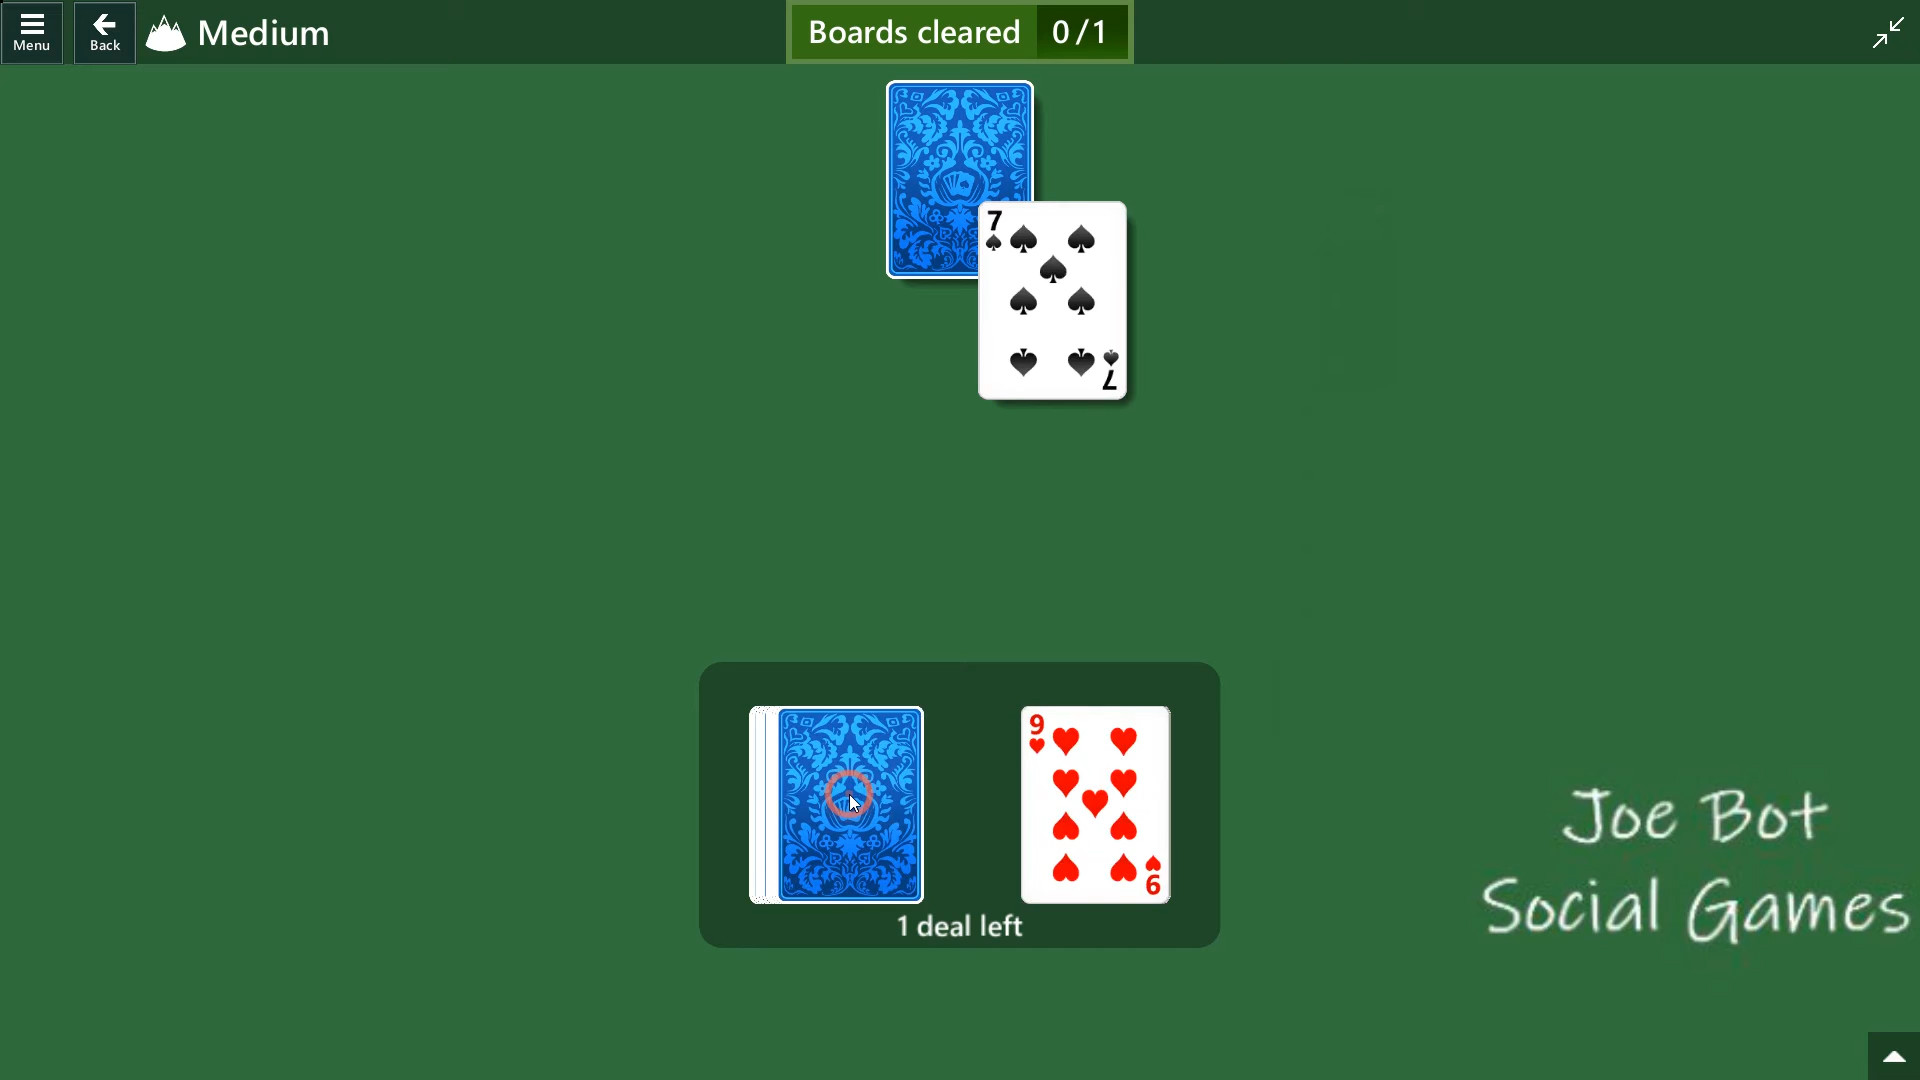 Menu
Back
Medium
Boards cleared 0/1
7
7
9
9
1 deal left
Joe Bot
Social Games